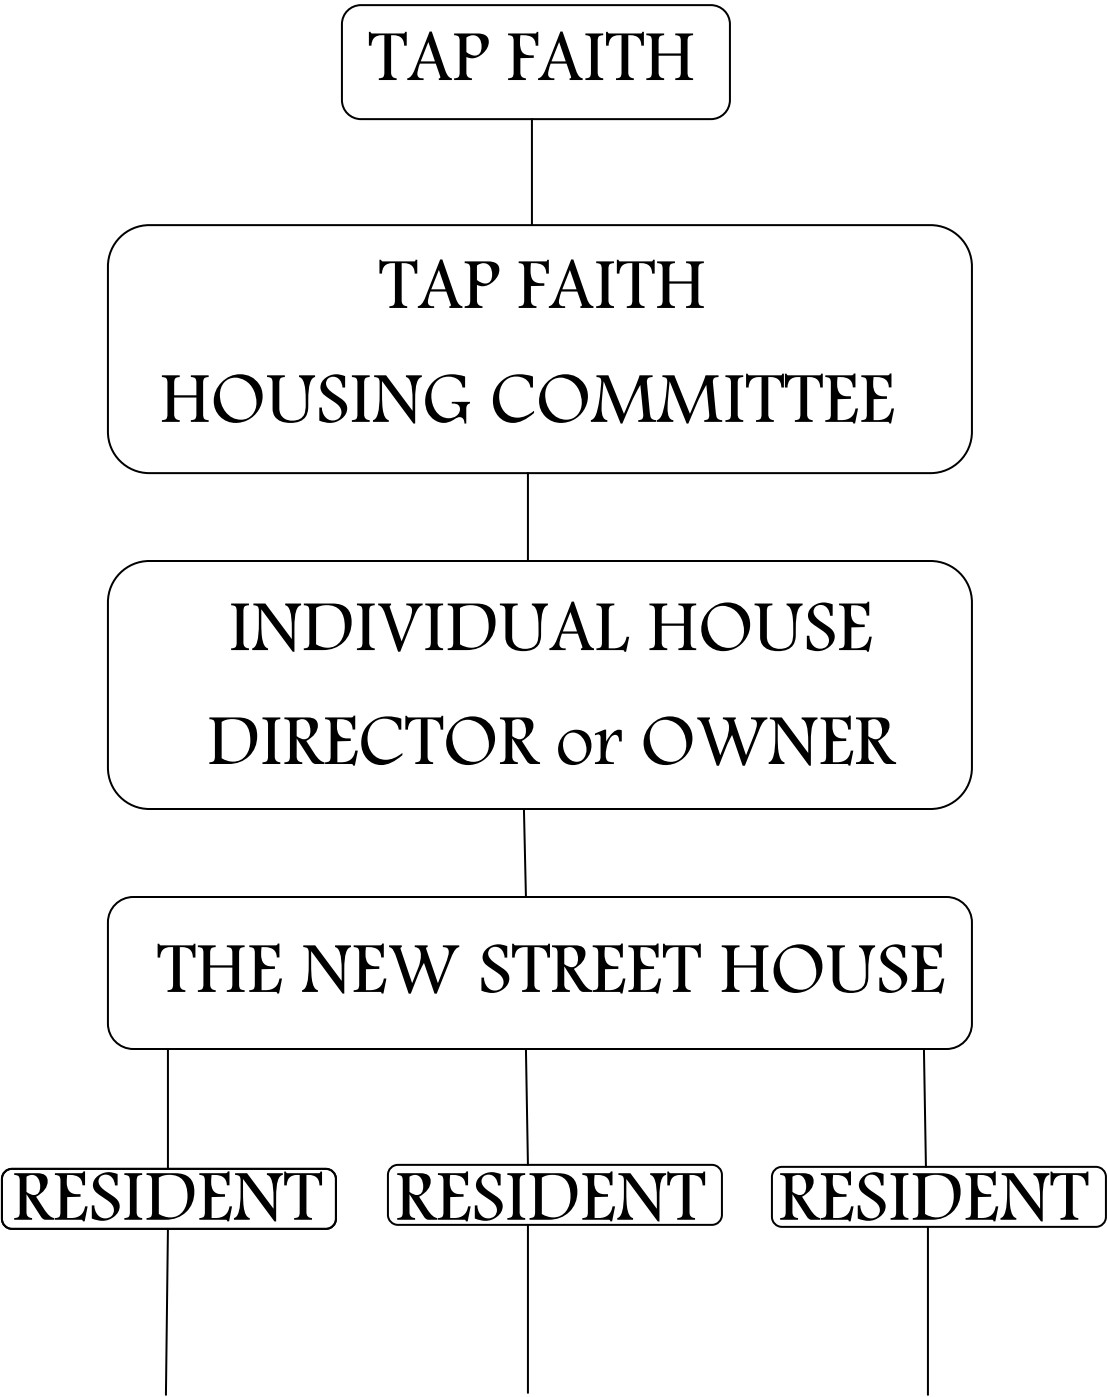 TAP FAITH
TAP FAITH
HOUSING COMMITTEE
INDIVIDUAL HOUSE
DIRECTOR or OWNER
THE NEW STREET HOUSE
RESIDENT RESIDENT RESIDENT